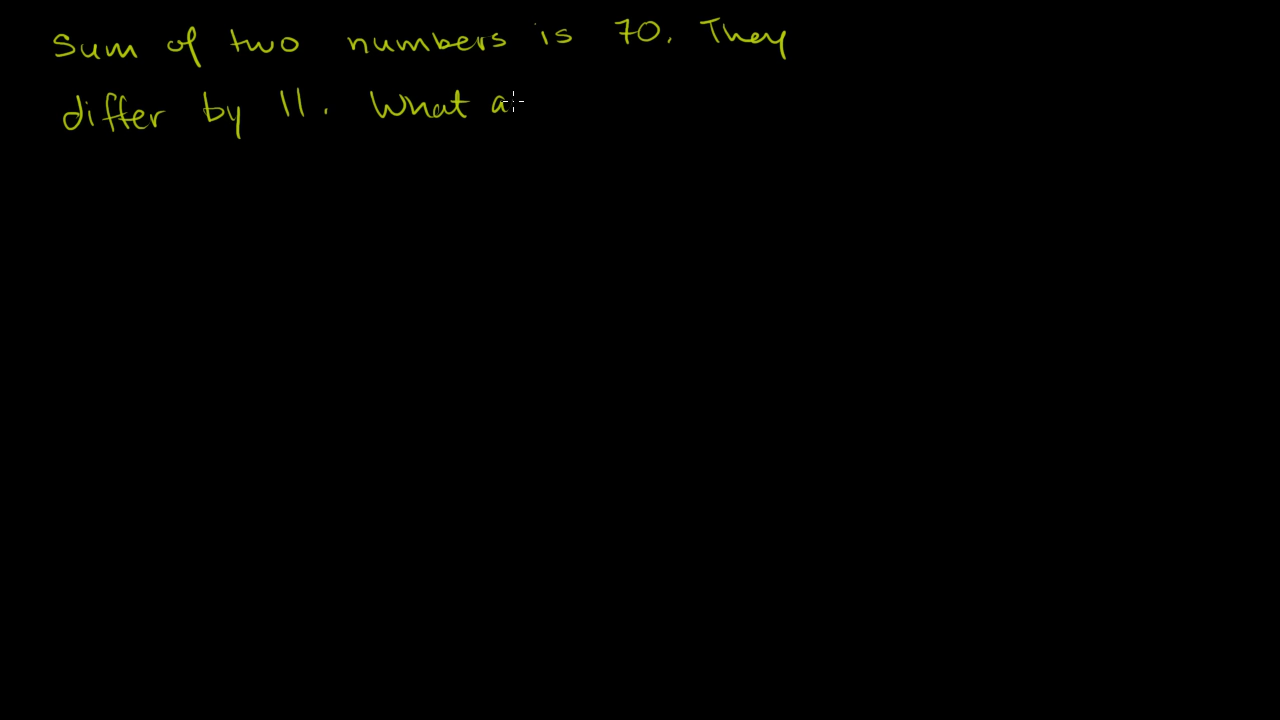 Sum of two numbers is 70. They
differ by 11. What a